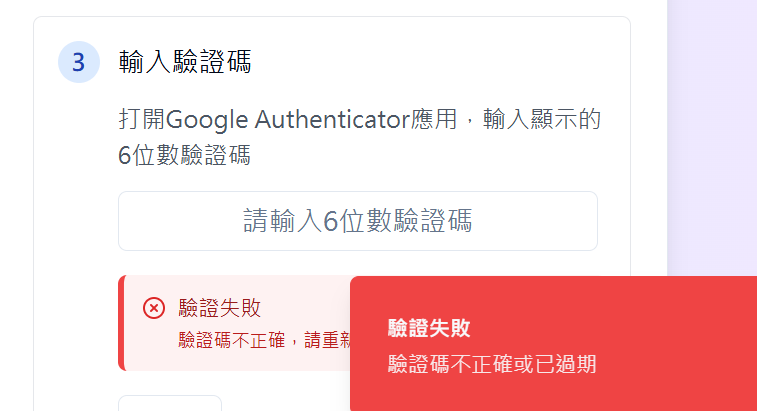 3 輸入驗證碼
打開Google Authenticator應用，輸入顯示的
6位數驗證碼
請輸入6位數驗證碼
驗證失敗
驗證碼不正確，請重新
驗證失敗
驗證碼不正確或已過期